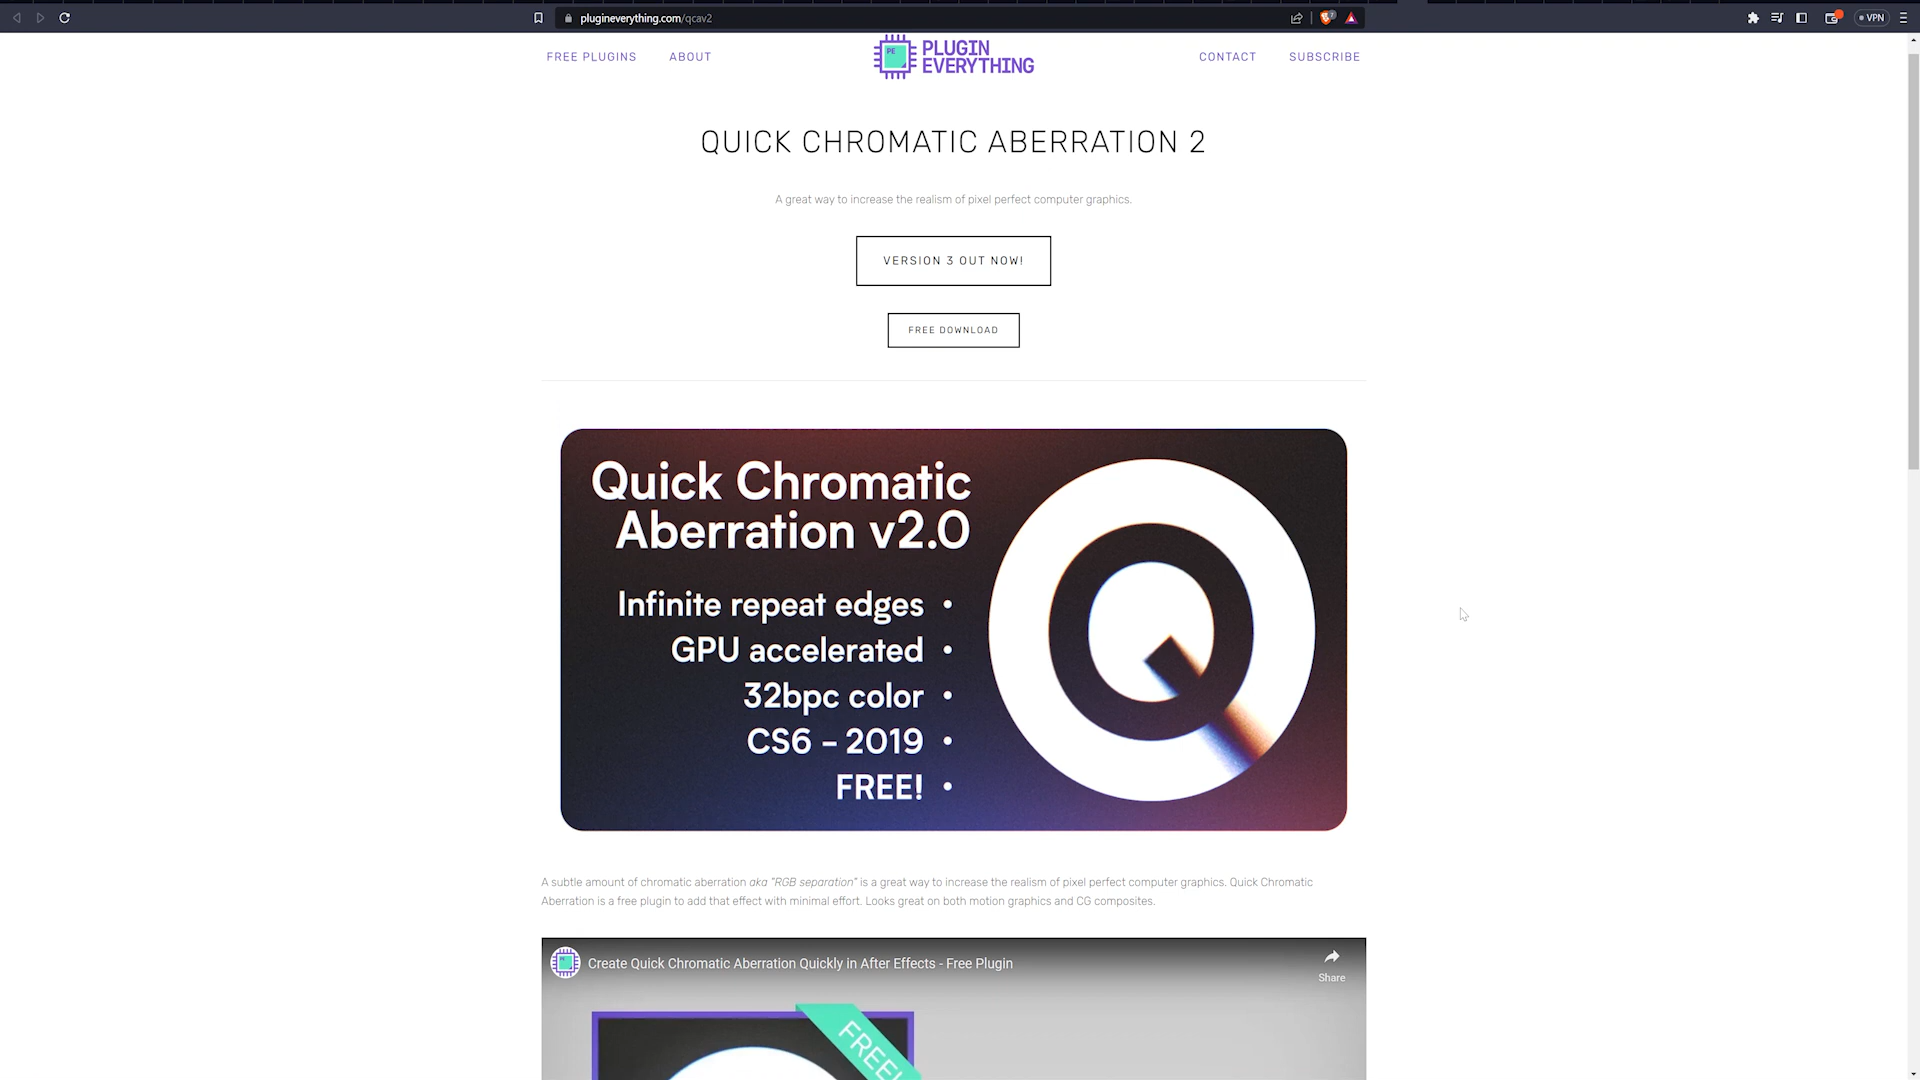 plugineverything.com/qcav2
VPN
FREE PLUGINS
ABOUT
PE
PLUGIN
EVERYTHING
CONTACT
SUBSCRIBE
QUICK CHROMATIC ABERRATION 2
A great way to increase the realism of pixel perfect computer graphics.
VERSION 3 OUT NOW!
FREE DOWNLOAD
Quick Chromatic
Aberration v2.0
Infinite repeat edges •
GPU accelerated •
32bpc color •
CS6 – 2019 •
FREE! •
Q
A subtle amount of chromatic aberration aka "RGB separation" is a great way to increase the realism of pixel perfect computer graphics. Quick Chromatic
Aberration is a free plugin to add that effect with minimal effort. Looks great on both motion graphics and CG composites.
PE
Create Quick Chromatic Aberration Quickly in After Effects - Free Plugin
Share
FREE!